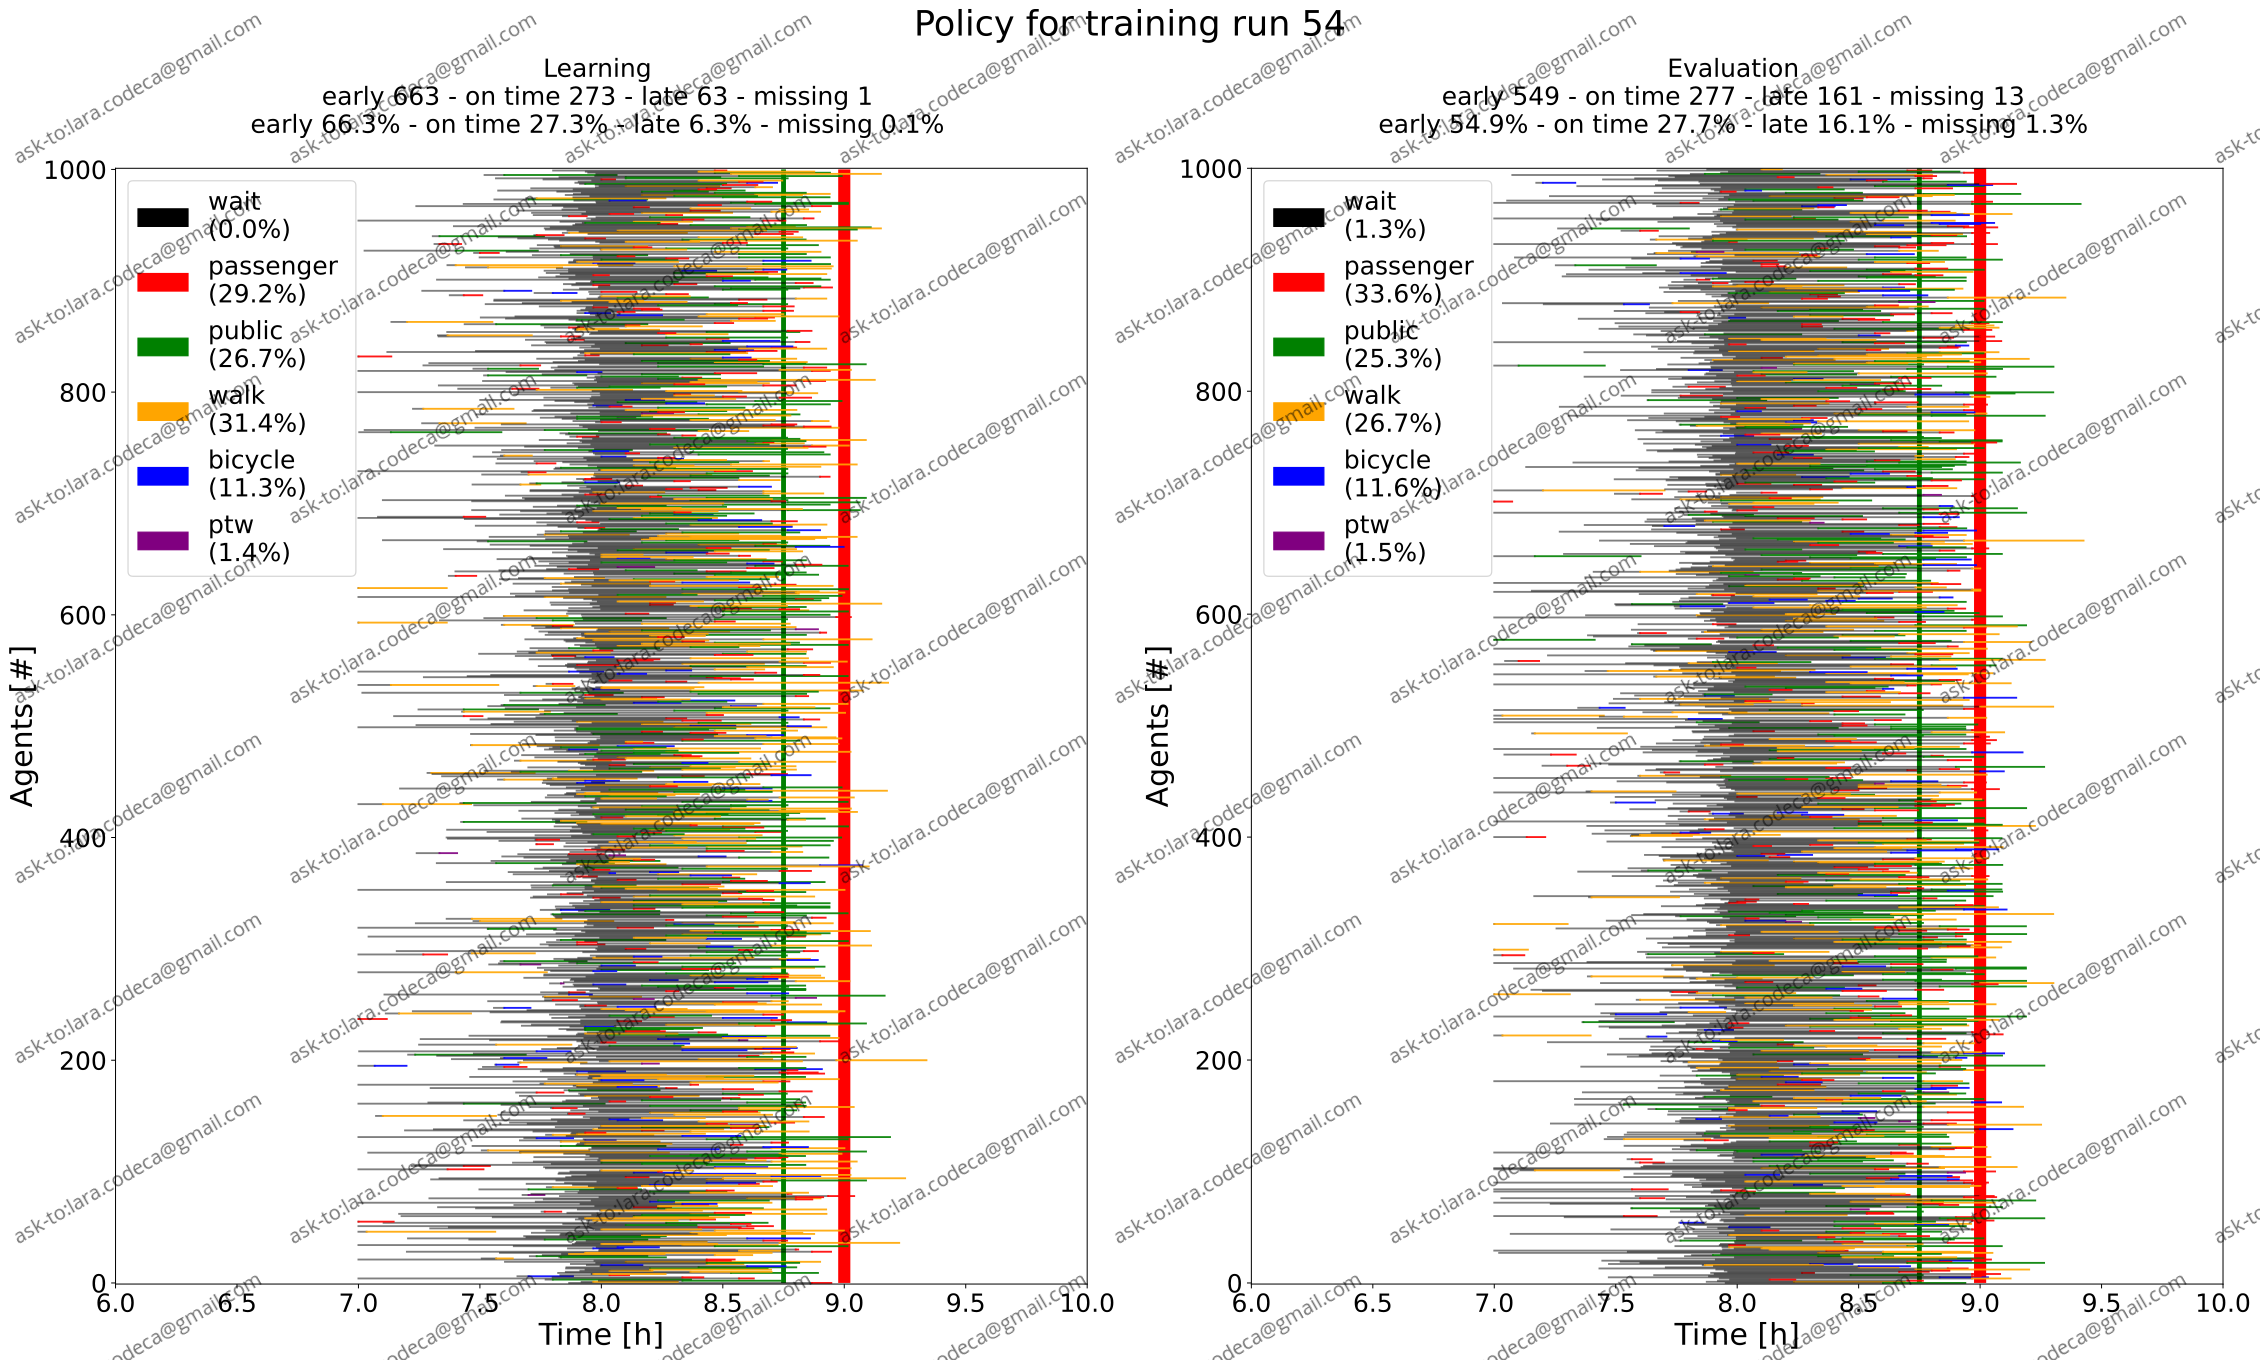 Policy for training run 54
Learning
early 663 - on time 273 - late 63 - missing 1
early 66.3% - on time 27.3% - late 6.3% - missing 0.1%
1000
800
600
400
200
0
Agents [#]
wait
(0.0%)
passenger
(29.2%)
public
(26.7%)
walk
(31.4%)
bicycle
(11.3%)
ptw
(1.4%)
6.0 6.5 7.0 7.5 8.0 8.5 9.0 9.5 10.0
Time [h]
Evaluation
early 549 - on time 277 - late 161 - missing 13
early 54.9% - on time 27.7% - late 16.1% - missing 1.3%
1000
800
600
400
200
0
Agents [#]
wait
(1.3%)
passenger
(33.6%)
public
(25.3%)
walk
(26.7%)
bicycle
(11.6%)
ptw
(1.5%)
6.0 6.5 7.0 7.5 8.0 8.5 9.0 9.5 10.0
Time [h]
ask-to:lara.codeca@gmail.com